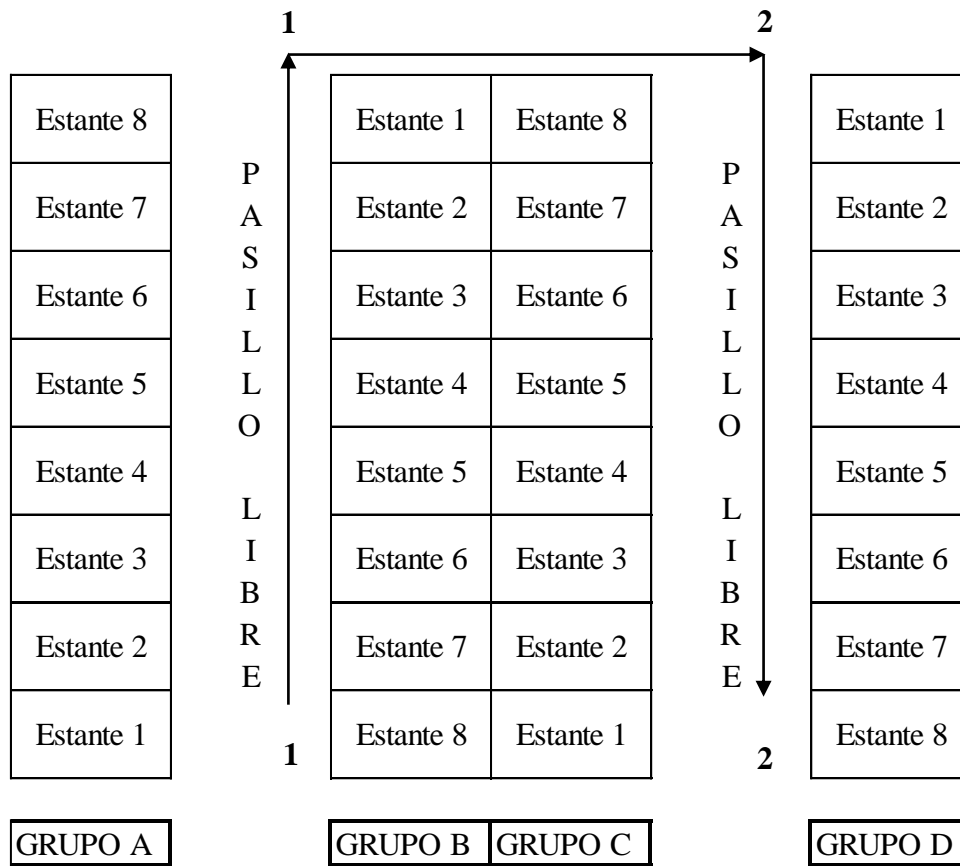 1 2
Estante 8 Estante 1 Estante 8 Estante 1
Estante 7 Estante 2 Estante 7 Estante 2
Estante 6 Estante 3 Estante 6 Estante 3
Estante 5 Estante 4 Estante 5 Estante 4
Estante 4 Estante 5 Estante 4 Estante 5
Estante 3 Estante 6 Estante 3 Estante 6
Estante 2 Estante 7 Estante 2 Estante 7
Estante 1 Estante 8 Estante 1 Estante 8
PASILLO LIBRE
PASILLO LIBRE
1 2
GRUPO A GRUPO B GRUPO C GRUPO D